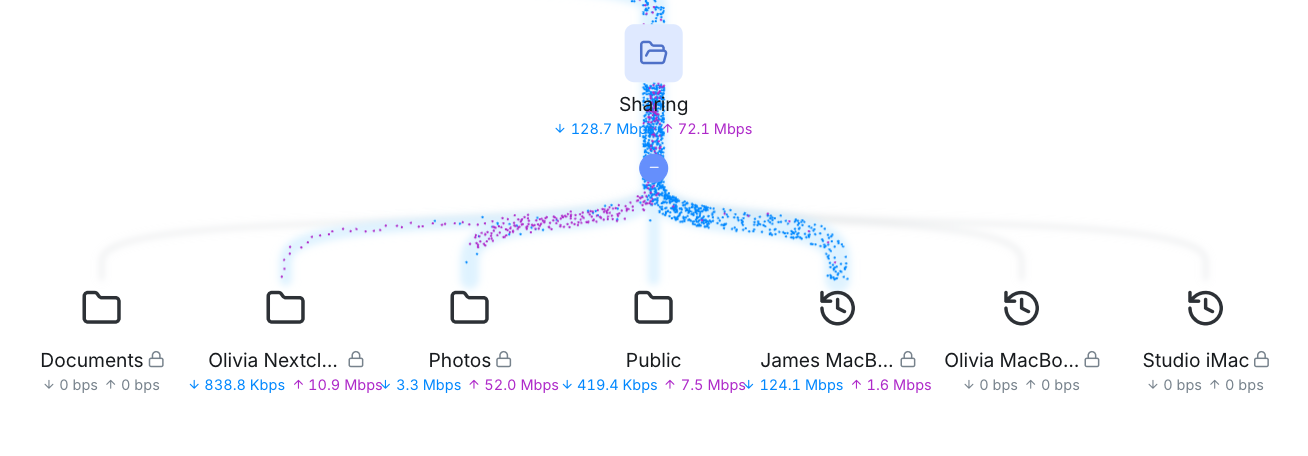 Sharing
↓ 128.7 Mbps ↑ 72.1 Mbps
Documents
↓ 0 bps ↑ 0 bps
Olivia Nextcl...
↓ 838.8 Kbps ↑ 10.9 Mbps
Photos
↓ 3.3 Mbps ↑ 52.0 Mbps
Public
↓ 419.4 Kbps ↑ 7.5 Mbps
James MacB...
↓ 124.1 Mbps ↑ 1.6 Mbps
Olivia MacBo...
↓ 0 bps ↑ 0 bps
Studio iMac
↓ 0 bps ↑ 0 bps